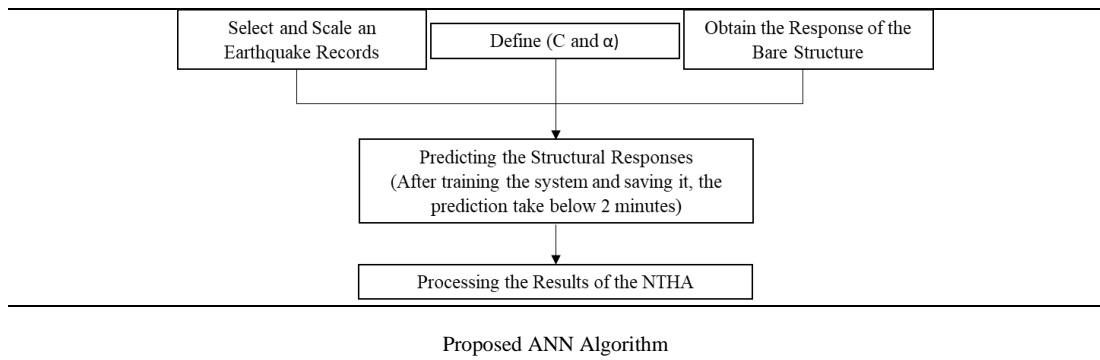 Select and Scale an
Earthquake Records
Define (C and α)
Obtain the Response of the
Bare Structure
Predicting the Structural Responses
(After training the system and saving it, the
prediction take below 2 minutes)
Processing the Results of the NTHA
Proposed ANN Algorithm